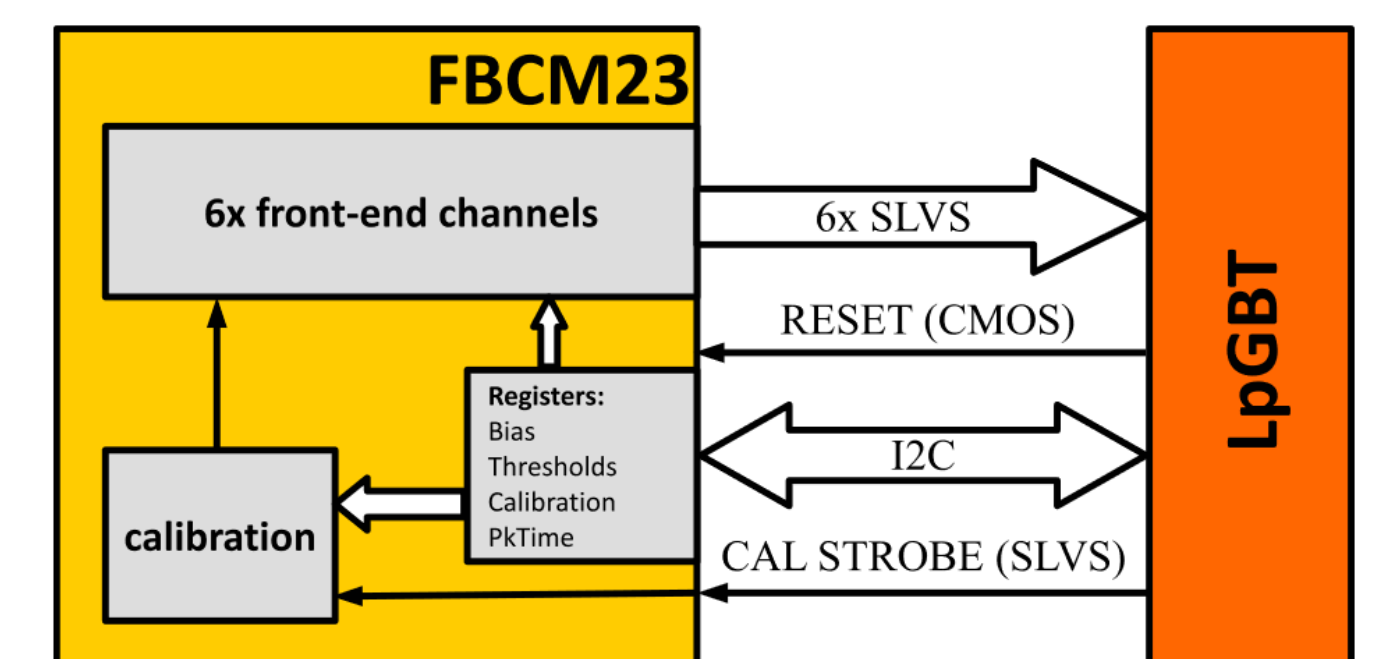 FBCM23
6x front-end channels
6x SLVS
RESET (CMOS)
Registers:
Bias
Thresholds
Calibration
PkTime
I2C
calibration
CAL STROBE (SLVS)
LpGBT